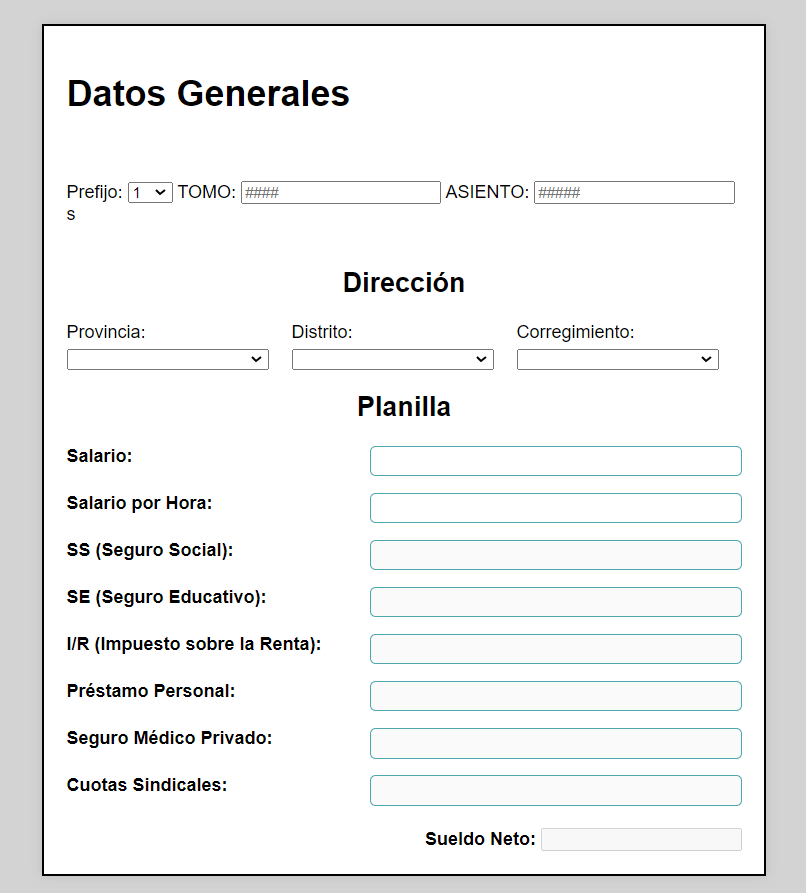 Datos Generales
Prefijo: 1 TOMO: #### ASIENTO: #####
s
Dirección
Provincia: Distrito: Corregimiento:
Planilla
Salario:
Salario por Hora:
SS (Seguro Social):
SE (Seguro Educativo):
I/R (Impuesto sobre la Renta):
Préstamo Personal:
Seguro Médico Privado:
Cuotas Sindicales:
Sueldo Neto: